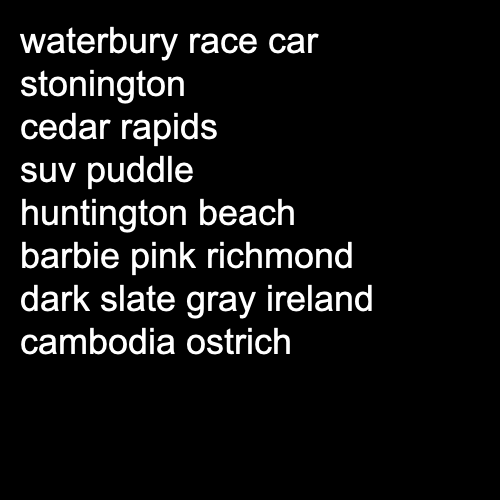 waterbury race car
stonington
cedar rapids
suv puddle
huntington beach
barbie pink richmond
dark slate gray ireland
cambodia ostrich